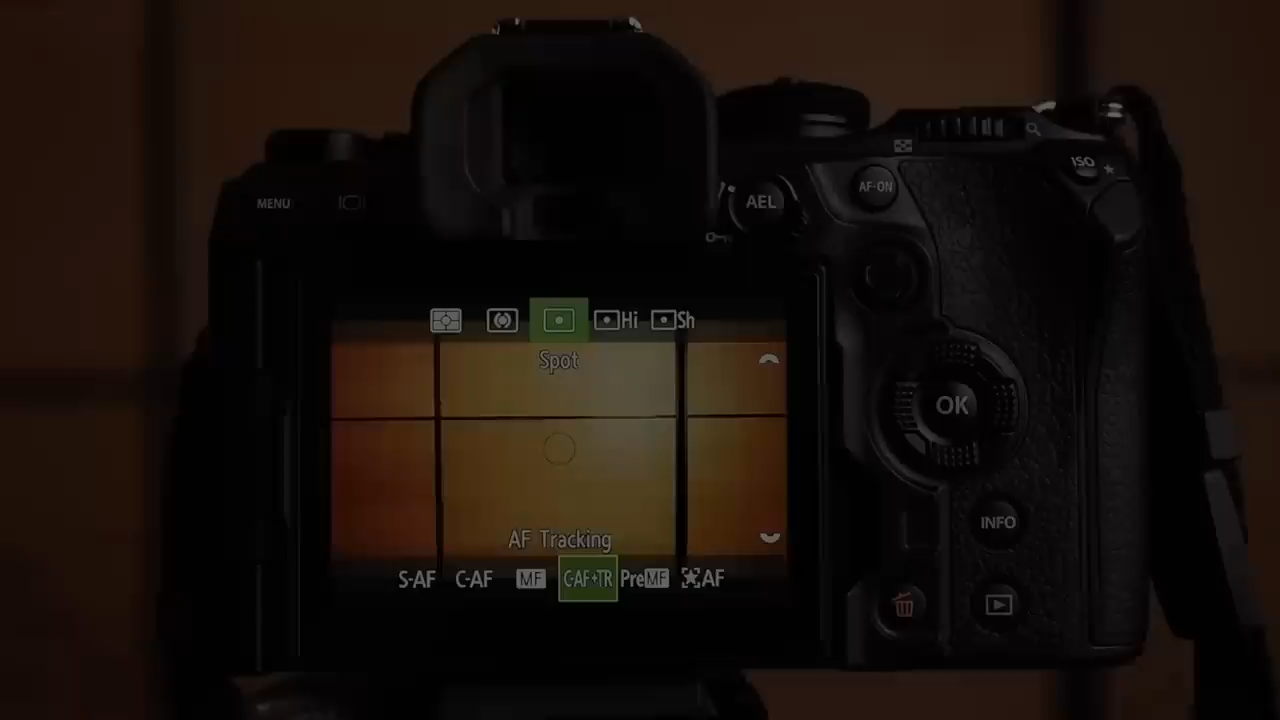 ISO
AF-ON
AEL
MENU
Hi
Sh
Spot
OK
INFO
AF Tracking
S-AF C-AF MF C-AF+TR PreMF AF